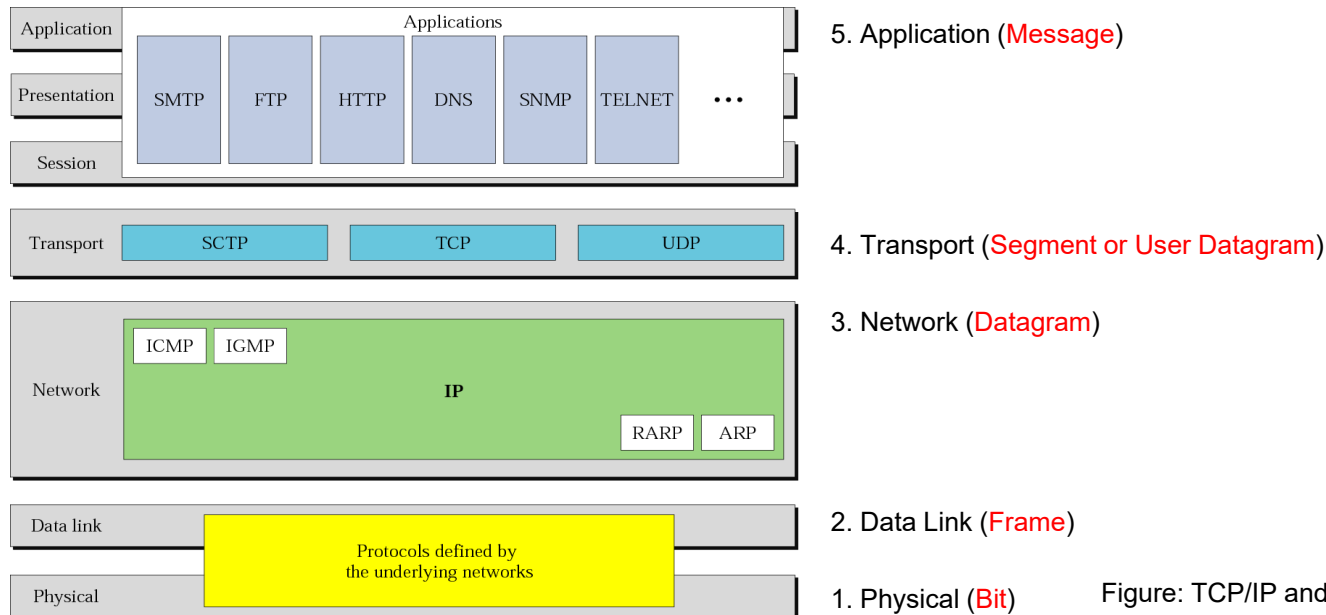 Application
Applications
5. Application (Message)
Presentation
SMTP
FTP
HTTP
DNS
SNMP
TELNET
...
Session
Transport
SCTP
TCP
UDP
4. Transport (Segment or User Datagram)
3. Network (Datagram)
ICMP
IGMP
Network
IP
RARP
ARP
Data link
2. Data Link (Frame)
Protocols defined by
the underlying networks
Physical
1. Physical (Bit)
Figure: TCP/IP and